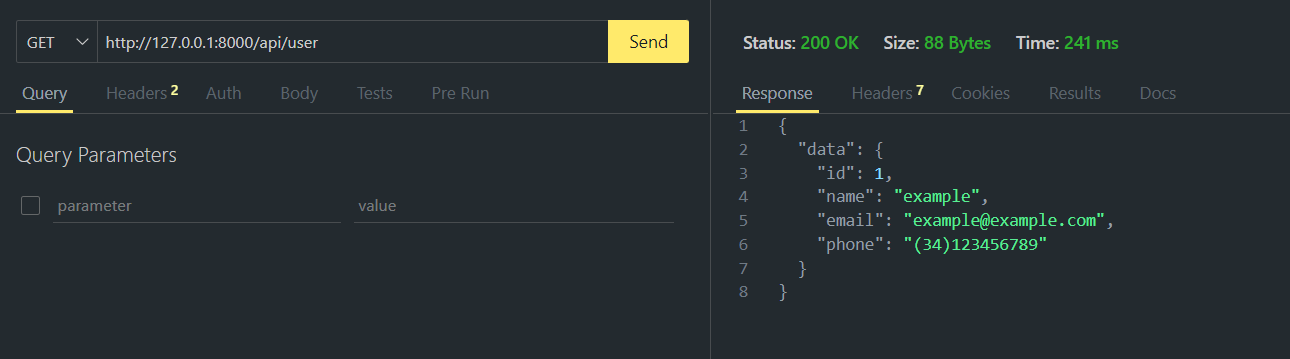 GET http://127.0.0.1:8000/api/user Send
Query Headers 2 Auth Body Tests Pre Run
Query Parameters
parameter value
Status: 200 OK Size: 88 Bytes Time: 241 ms
Response Headers 7 Cookies Results Docs
1 {
2 "data": {
3 "id": 1,
4 "name": "example",
5 "email": "example@example.com",
6 "phone": "(34)123456789"
7 }
8 }